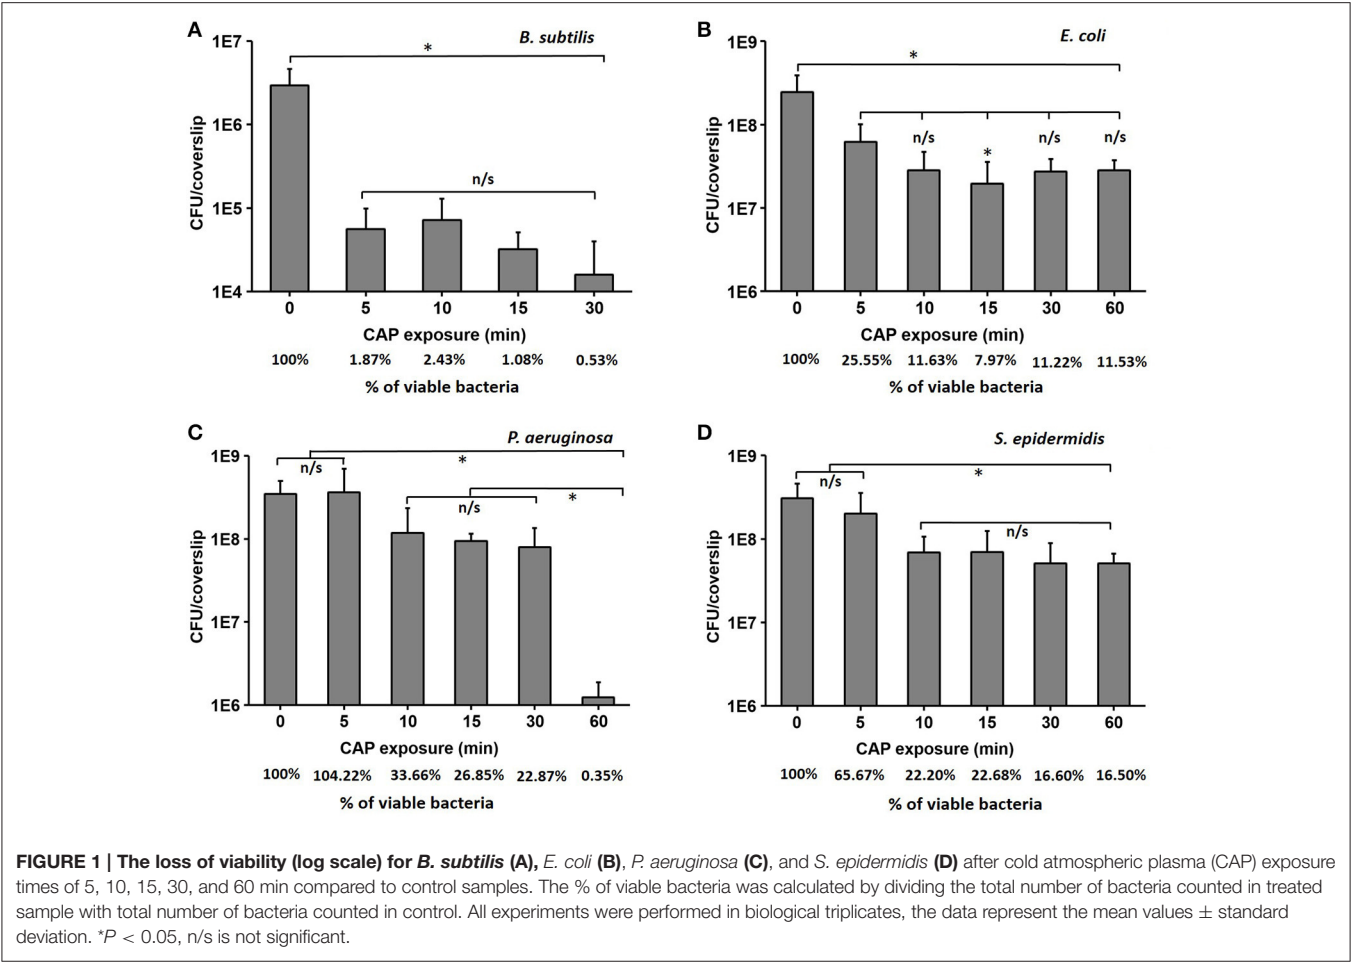 A
B. subtilis
1E7
1E6
1E5
1E4
CFU/coverslip
*
n/s
0 5 10 15 30
CAP exposure (min)
100% 1.87% 2.43% 1.08% 0.53%
% of viable bacteria
B
E. coli
1E9
1E8
1E7
1E6
CFU/coverslip
*
n/s * n/s n/s
0 5 10 15 30 60
CAP exposure (min)
100% 25.55% 11.63% 7.97% 11.22% 11.53%
% of viable bacteria
C
P. aeruginosa
1E9
1E8
1E7
1E6
CFU/coverslip
n/s *
n/s *
0 5 10 15 30 60
CAP exposure (min)
100% 104.22% 33.66% 26.85% 22.87% 0.35%
% of viable bacteria
D
S. epidermidis
1E9
1E8
1E7
1E6
CFU/coverslip
n/s *
n/s
0 5 10 15 30 60
CAP exposure (min)
100% 65.67% 22.20% 22.68% 16.60% 16.50%
% of viable bacteria
FIGURE 1 | The loss of viability (log scale) for B. subtilis (A), E. coli (B), P. aeruginosa (C), and S. epidermidis (D) after cold atmospheric plasma (CAP) exposure
times of 5, 10, 15, 30, and 60 min compared to control samples. The % of viable bacteria was calculated by dividing the total number of bacteria counted in treated
sample with total number of bacteria counted in control. All experiments were performed in biological triplicates, the data represent the mean values ± standard
deviation. *P < 0.05, n/s is not significant.